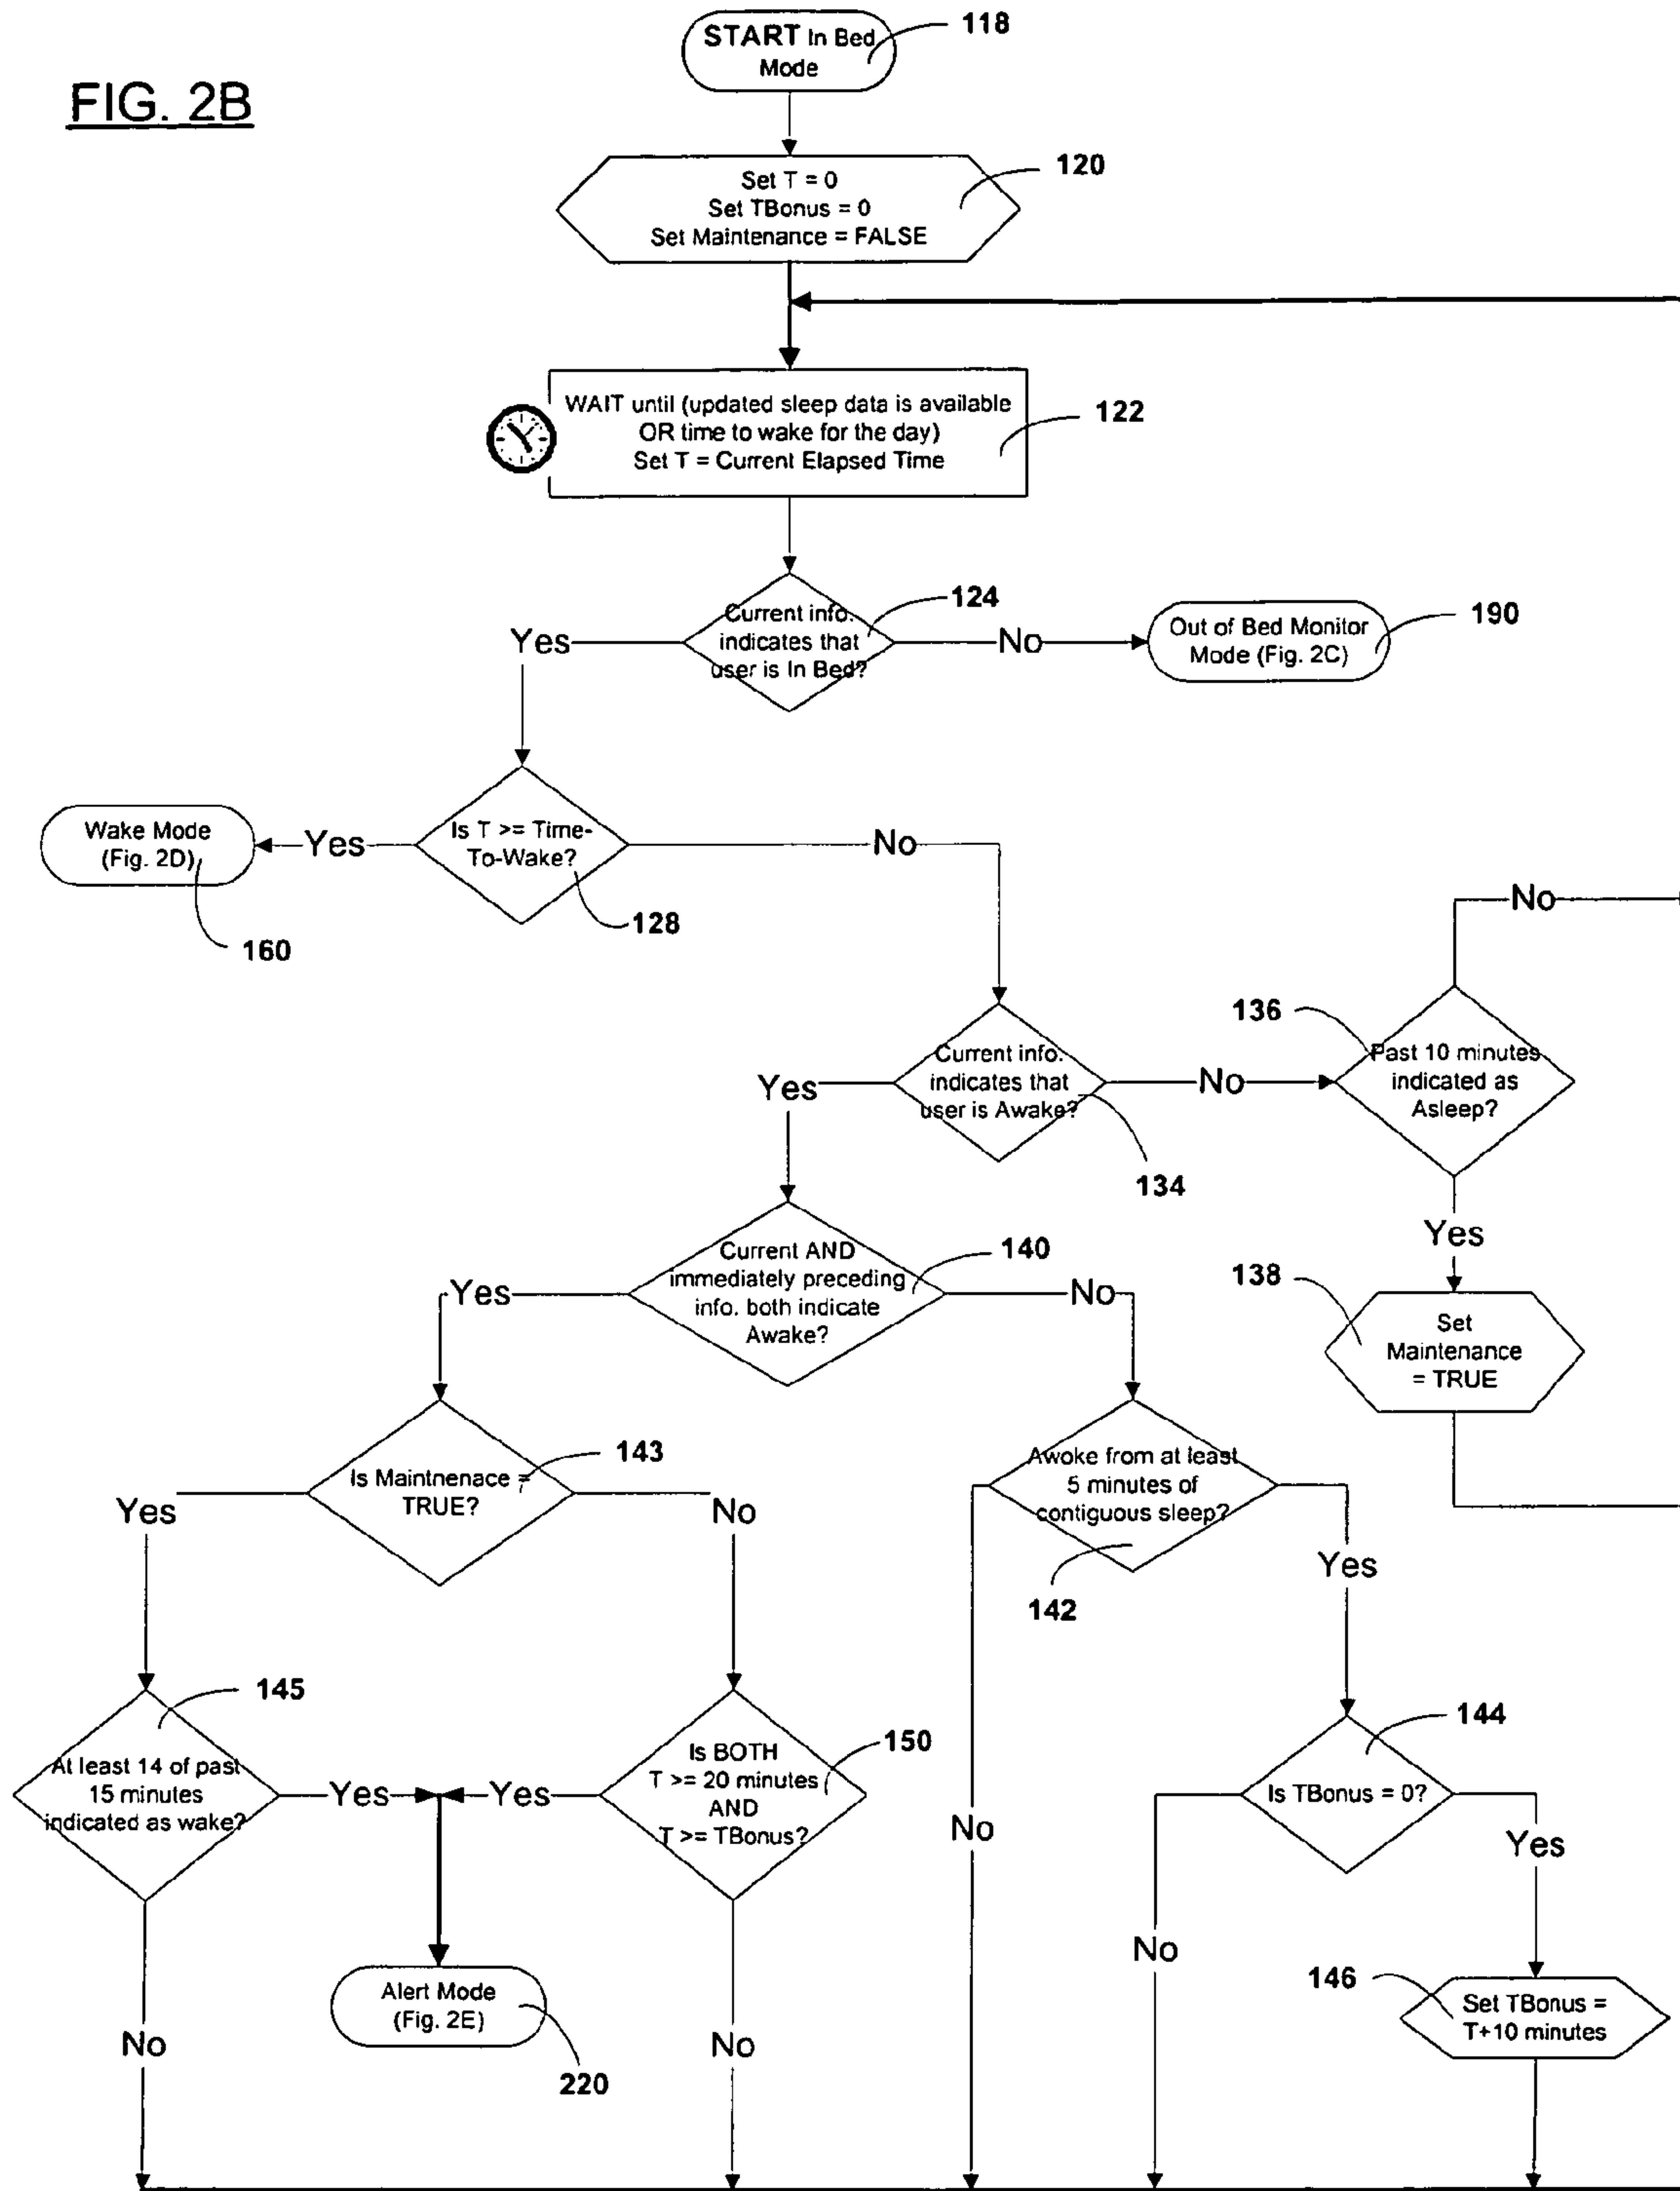 FIG. 2B
START In Bed
Mode
118
Set T = 0
Set TBonus = 0
Set Maintenance = FALSE
120
WAIT until (updated sleep data is available
OR time to wake for the day)
Set T = Current Elapsed Time
122
Current info.
indicates that
user is In Bed?
124
Yes
No
Out of Bed Monitor
Mode (Fig. 2C)
190
Is T >= Time-
To-Wake?
128
Yes
No
Wake Mode
(Fig. 2D)
160
Current info.
indicates that
user is Awake?
134
Yes
No
Past 10 minutes
indicated as
Asleep?
136
No
Yes
Set
Maintenance
= TRUE
138
Current AND
immediately preceding
info. both indicate
Awake?
140
Yes
No
Is Maintnenace =
TRUE?
143
Yes
No
Awoke from at least
5 minutes of
contiguous sleep?
142
No
Yes
At least 14 of past
15 minutes
indicated as wake?
145
Yes
No
Is BOTH
T >= 20 minutes
AND
T >= TBonus?
150
Yes
No
Alert Mode
(Fig. 2E)
220
Is TBonus = 0?
144
No
Yes
Set TBonus =
T+10 minutes
146